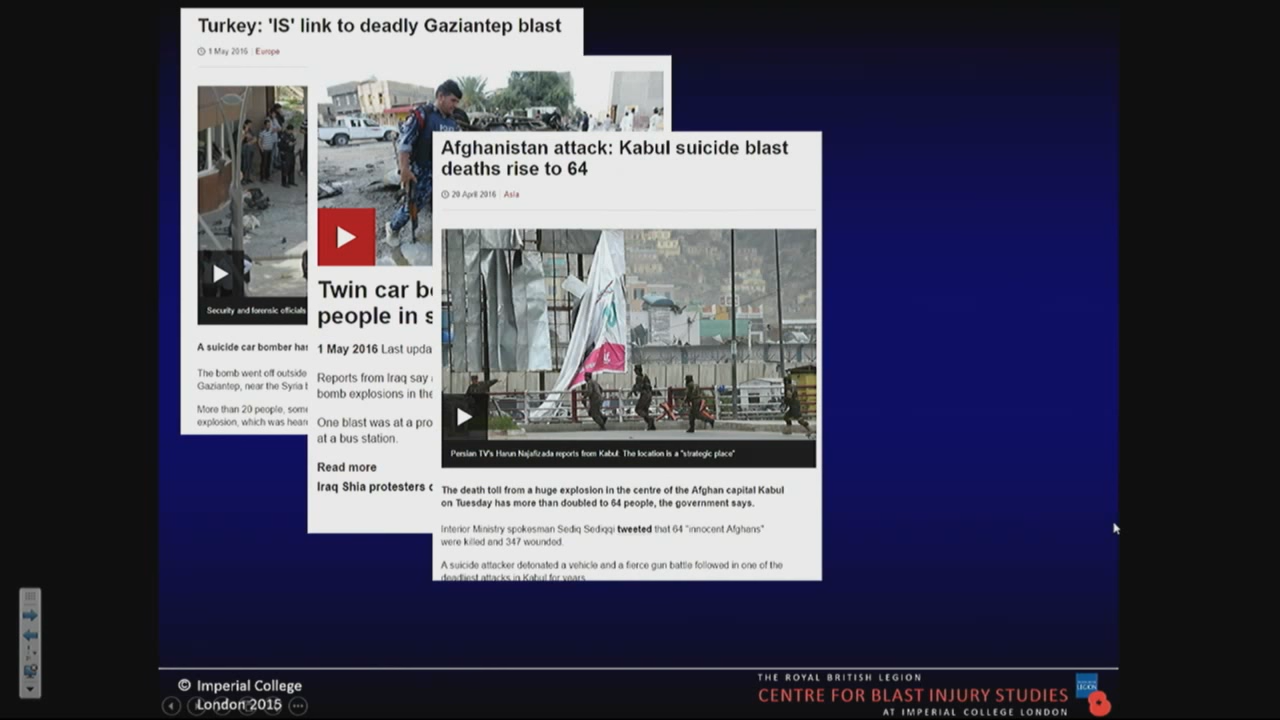 Turkey: 'IS' link to deadly Gaziantep blast
1 May 2016 | Europe
Security and forensic officials
A suicide car bomber has
The bomb went off outside
Gaziantep, near the Syria
More than 20 people, some
explosion, which was hear
Twin car b
people in s
1 May 2016 Last upda
Reports from Iraq say
bomb explosions in the
One blast was at a pro
at a bus station.
Read more
Iraq Shia protesters
Afghanistan attack: Kabul suicide blast
deaths rise to 64
20 April 2016 | Asia
Persian TV's Harun Najafizada reports from Kabul: The location is a "strategic place"
The death toll from a huge explosion in the centre of the Afghan capital Kabul
on Tuesday has more than doubled to 64 people, the government says.
Interior Ministry spokesman Sediq Sediqqi tweeted that 64 "innocent Afghans"
were killed and 347 wounded.
A suicide attacker detonated a vehicle and a fierce gun battle followed in one of the
deadliest attacks in Kabul for years.
© Imperial College
London 2015
THE ROYAL BRITISH LEGION
CENTRE FOR BLAST INJURY STUDIES
AT IMPERIAL COLLEGE LONDON
LEGION